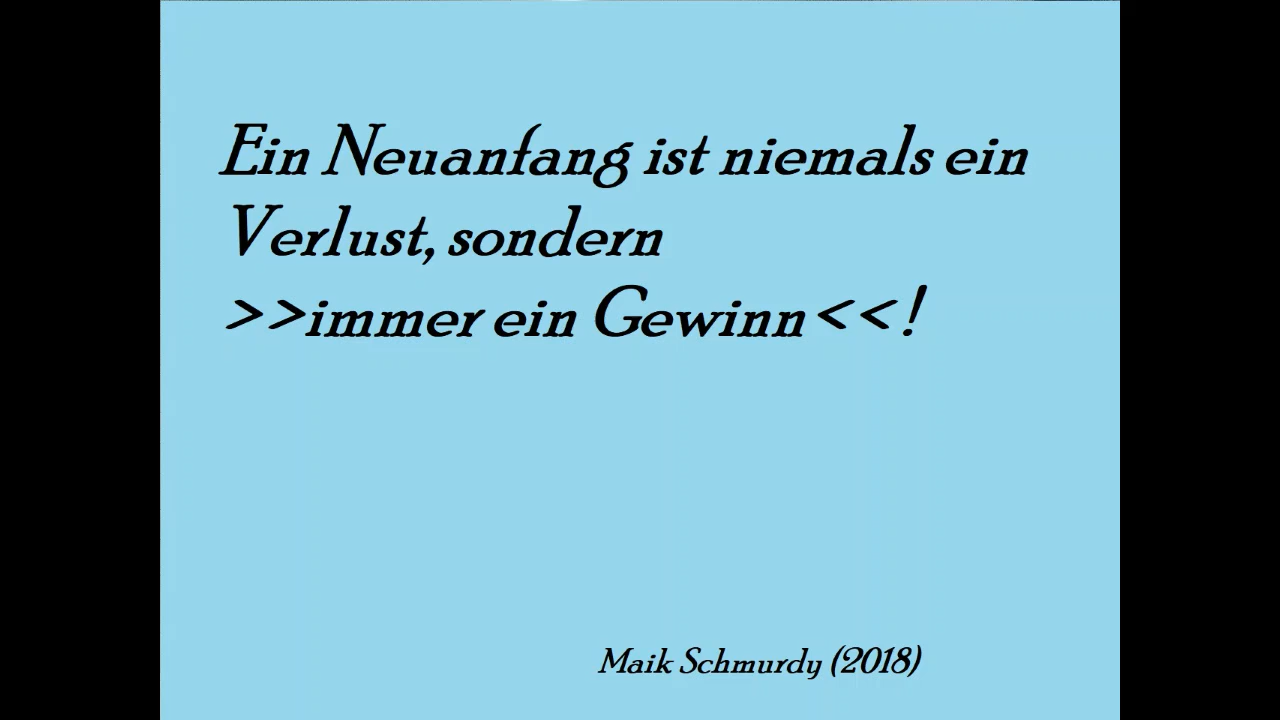 Ein Neuanfang ist niemals ein
Verlust, sondern
>>immer ein Gewinn<<!
Maik Schmurdy (2018)